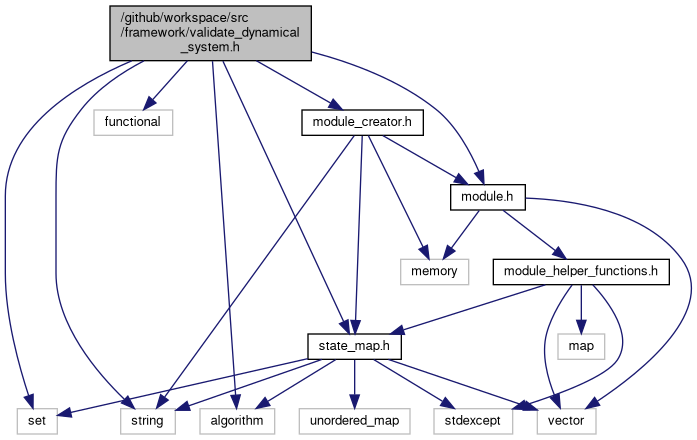 /github/workspace/src
/framework/validate_dynamical
_system.h
functional
module_creator.h
module.h
memory
module_helper_functions.h
state_map.h
map
set
string
algorithm
unordered_map
stdexcept
vector